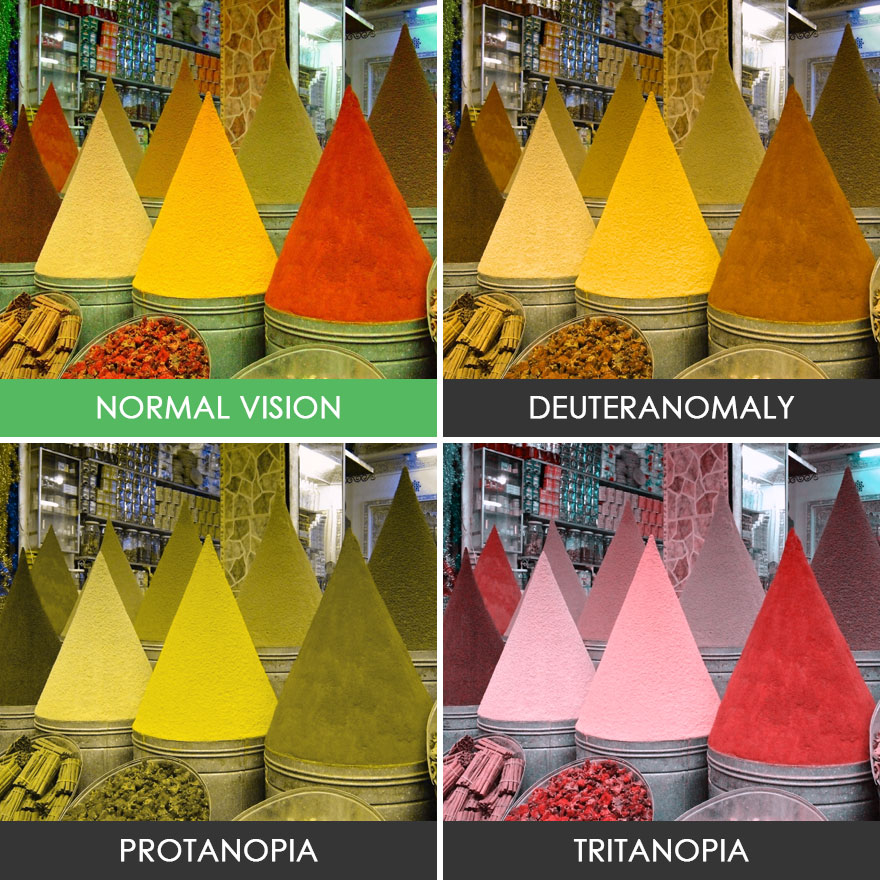 NORMAL VISION
DEUTERANOMALY
PROTANOPIA
TRITANOPIA